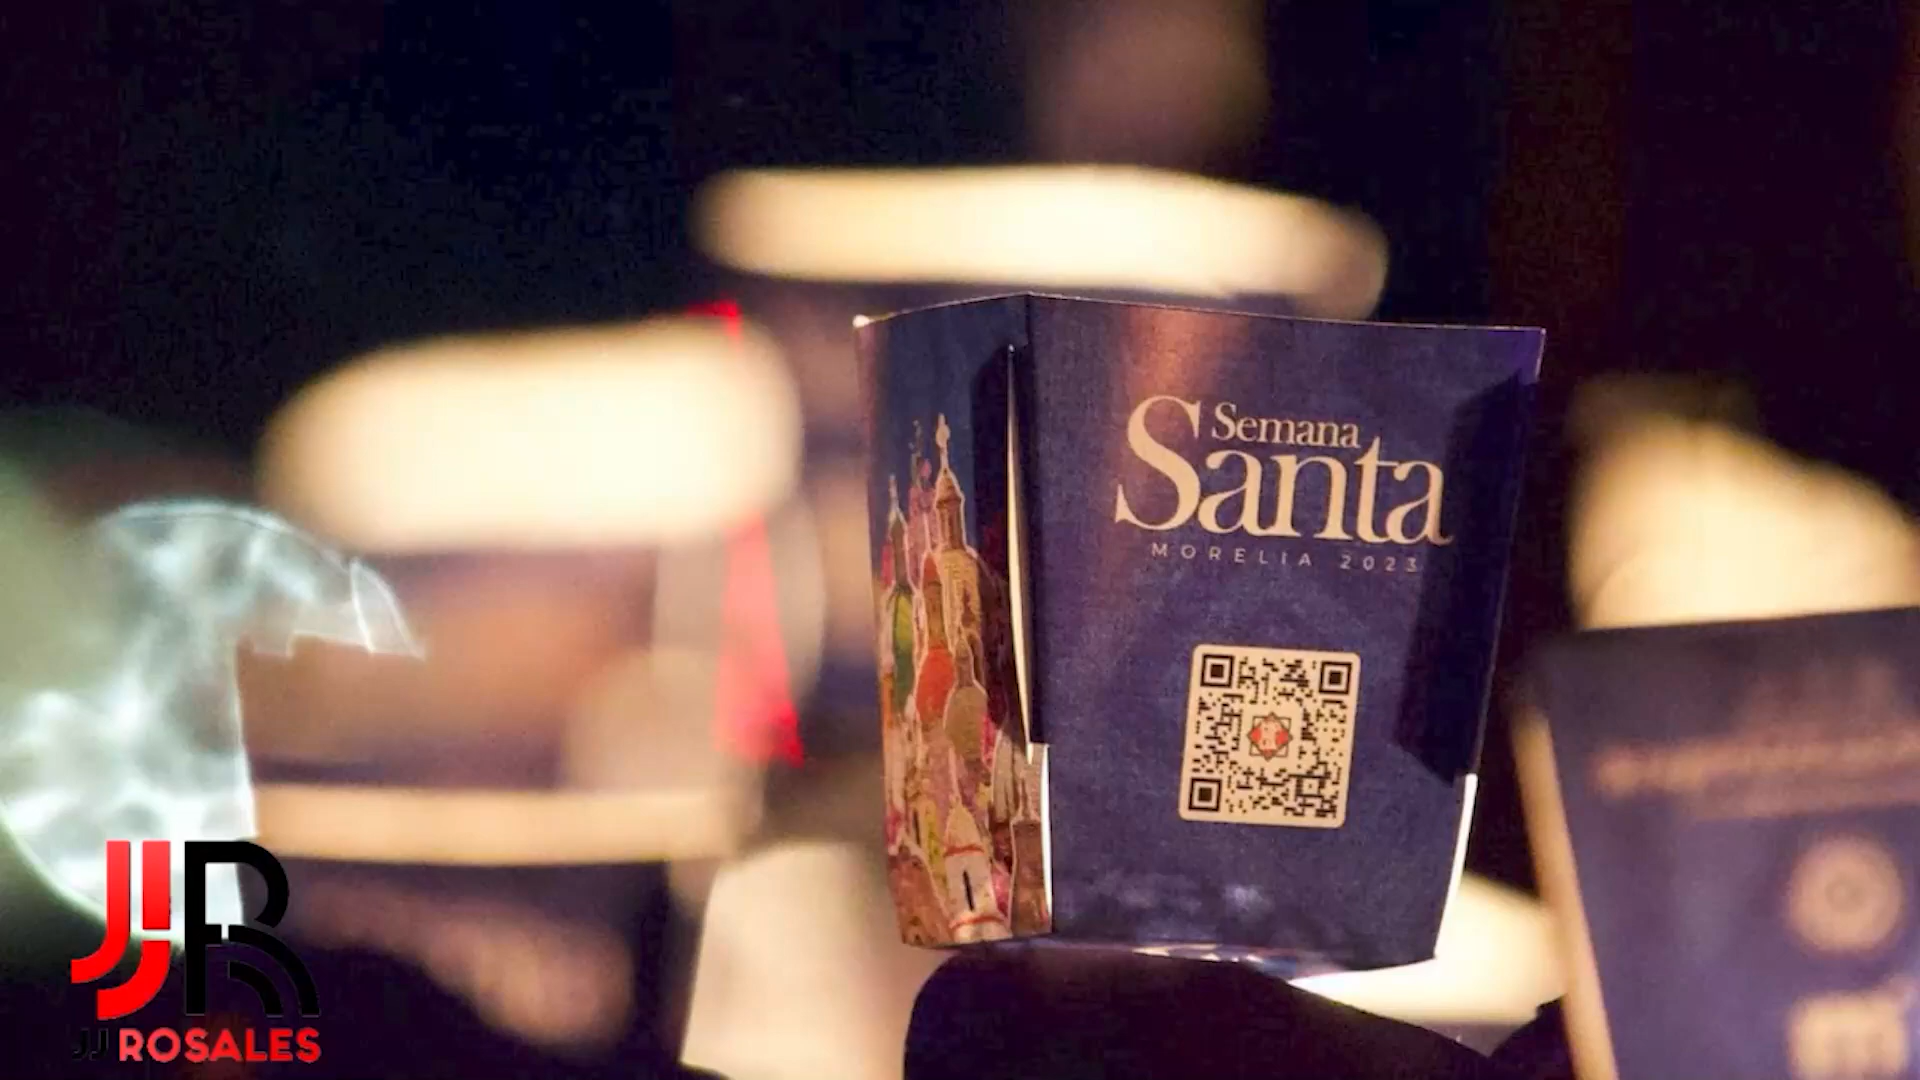 Semana
Santa
MORELIA 2023
JJR
JJ ROSALES